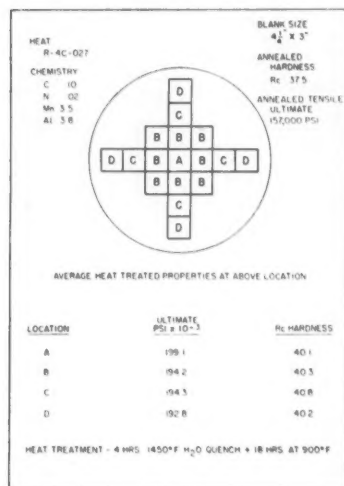 HEAT
R-4C-027
CHEMISTRY
C .10
N .02
Mn 3.5
Al 3.8
BLANK SIZE
4 1/4" X 3"
ANNEALED
HARDNESS
Rc 37.5
ANNEALED TENSILE
ULTIMATE
157,000 PSI
D
C
B B B
D C B A B C D
B B B
C
D
AVERAGE HEAT TREATED PROPERTIES AT ABOVE LOCATION
LOCATION ULTIMATE PSI x 10⁻³ Rc HARDNESS
A 199.1 40.1
B 194.2 40.3
C 194.3 40.8
D 192.8 40.2
HEAT TREATMENT - 4 HRS 1450°F H₂O QUENCH + 18 HRS AT 900°F